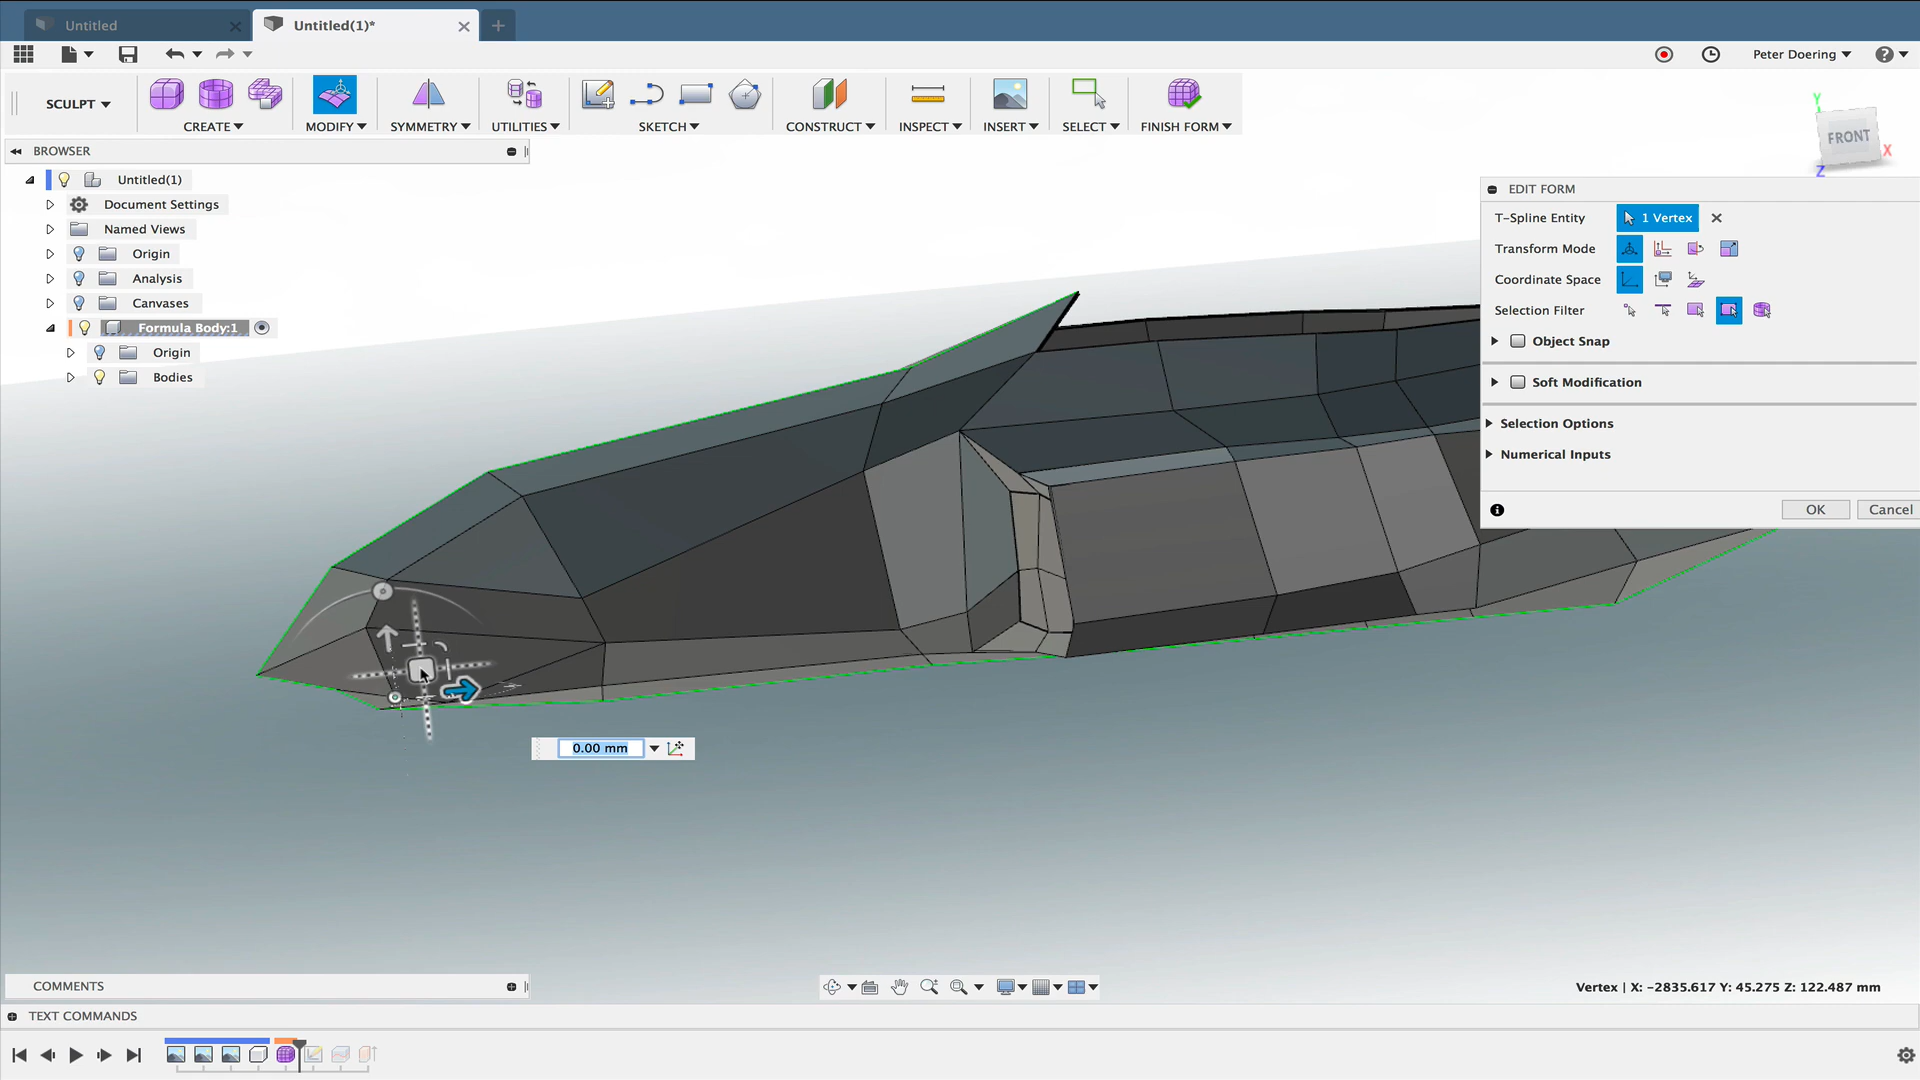 Untitled
Untitled(1)*
Peter Doering
SCULPT
CREATE
MODIFY
SYMMETRY
UTILITIES
SKETCH
CONSTRUCT
INSPECT
INSERT
SELECT
FINISH FORM
Y
FRONT
X
Z
BROWSER
Untitled(1)
Document Settings
Named Views
Origin
Analysis
Canvases
Formula Body:1
Origin
Bodies
EDIT FORM
T-Spline Entity
1 Vertex
Transform Mode
Coordinate Space
Selection Filter
Object Snap
Soft Modification
Selection Options
Numerical Inputs
OK
Cancel
0.00 mm
COMMENTS
Vertex | X: -2835.617 Y: 45.275 Z: 122.487 mm
TEXT COMMANDS